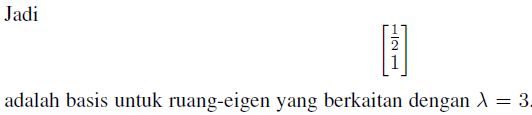 Jadi
[1/2
1]
adalah basis untuk ruang-eigen yang berkaitan dengan λ = 3.